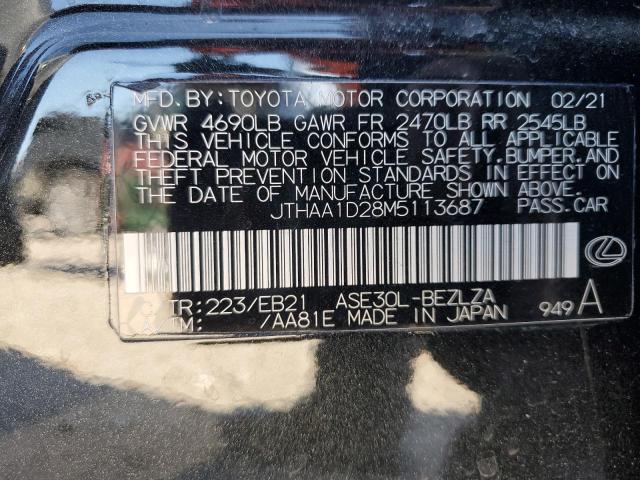 MFD. BY: TOYOTA MOTOR CORPORATION 02/21
GVWR 4690LB GAWR FR 2470LB RR 2545LB
THIS VEHICLE CONFORMS TO ALL APPLICABLE
FEDERAL MOTOR VEHICLE SAFETY, BUMPER, AND
THEFT PREVENTION STANDARDS IN EFFECT ON
THE DATE OF MANUFACTURE SHOWN ABOVE.
JTHAA1D28M5113687 PASS. CAR
TR: 223/EB21 ASE30L-BEZLZA
TM: /AA81E MADE IN JAPAN 949 A